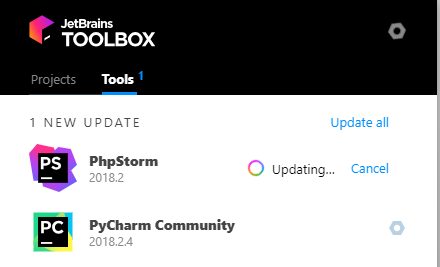 JetBrains
TOOLBOX
Projects Tools 1
1 NEW UPDATE Update all
PS PhpStorm
2018.2
Updating... Cancel
PC PyCharm Community
2018.2.4